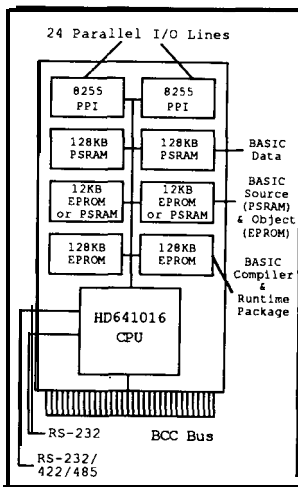 24 Parallel I/O Lines
8255
PPI
8255
PPI
128KB
PSRAM
128KB
PSRAM
BASIC
Data
12KB
EPROM
or PSRAM
12KB
EPROM
or PSRAM
BASIC
Source
(PSRAM)
& Object
(EPROM)
128KB
EPROM
128KB
EPROM
BASIC
Compiler
&
Runtime
Package
HD641016
CPU
RS-232
BCC Bus
RS-232/
422/485